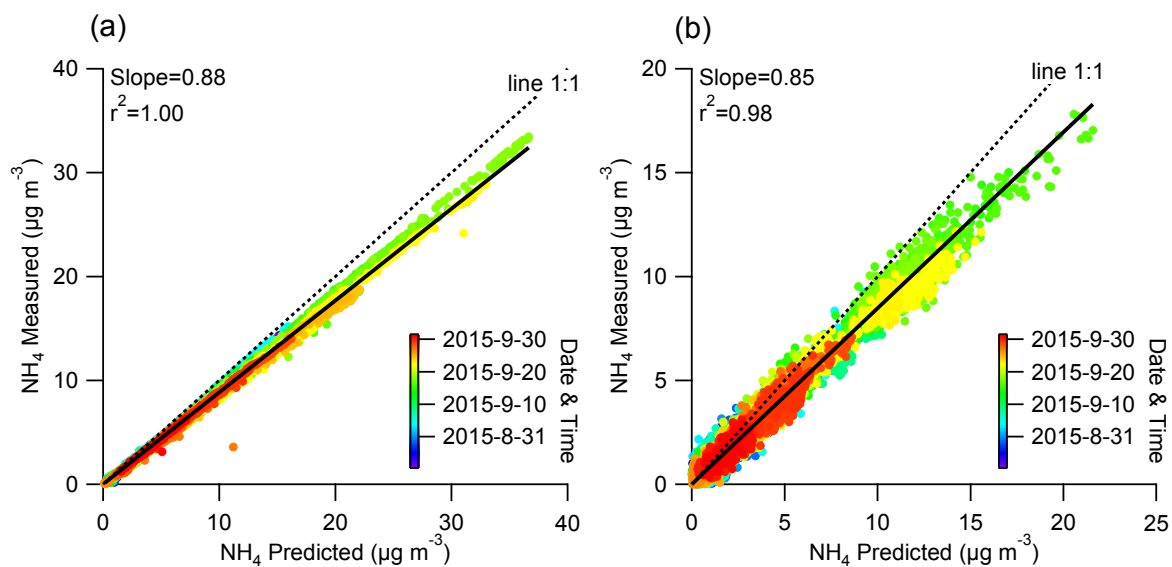 (a)
Slope=0.88
r²=1.00
line 1:1
40
30
20
10
0
0 10 20 30 40
NH₄ Measured (µg m⁻³)
NH₄ Predicted (µg m⁻³)
2015-9-30
2015-9-20
2015-9-10
2015-8-31
Date & Time
(b)
Slope=0.85
r²=0.98
line 1:1
20
15
10
5
0
0 5 10 15 20 25
NH₄ Measured (µg m⁻³)
NH₄ Predicted (µg m⁻³)
2015-9-30
2015-9-20
2015-9-10
2015-8-31
Date & Time